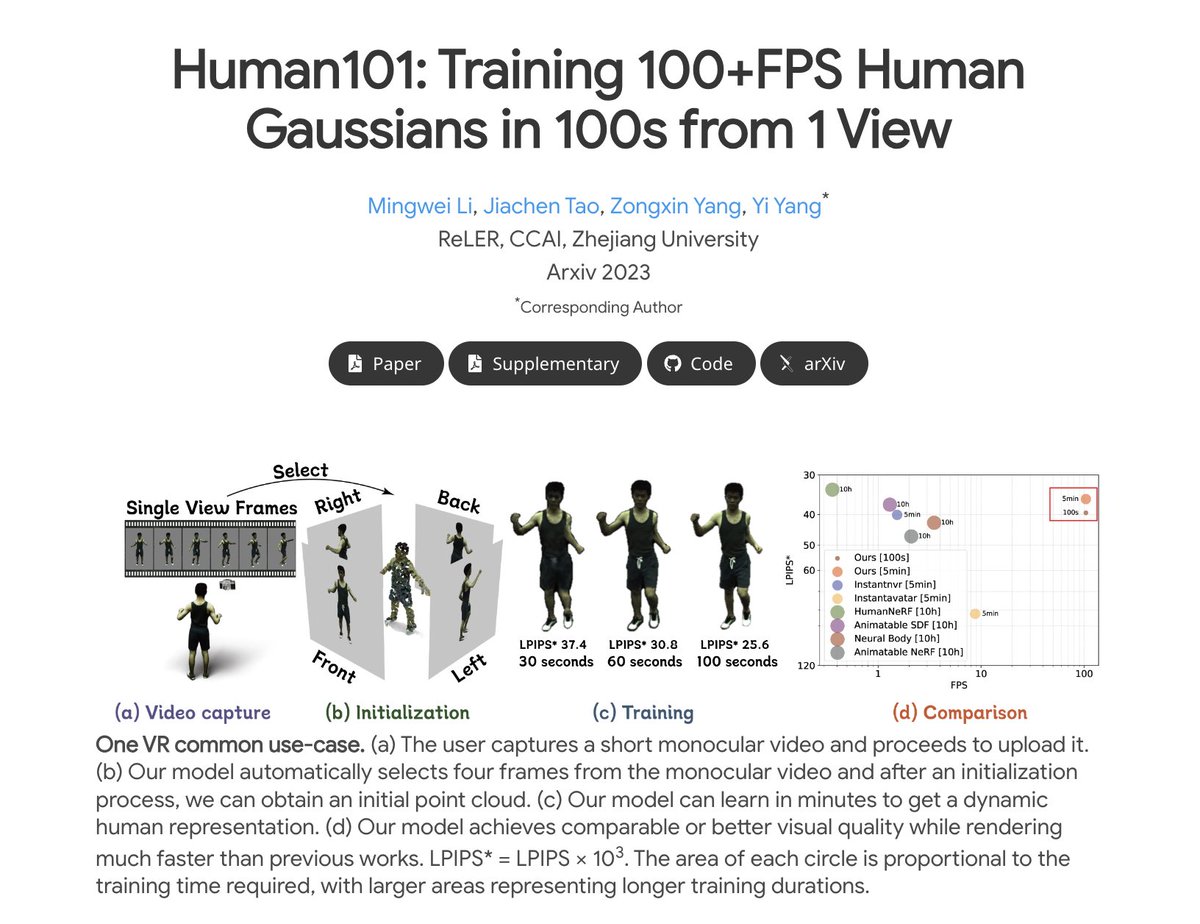 Human101: Training 100+FPS Human
Gaussians in 100s from 1 View
Mingwei Li, Jiachen Tao, Zongxin Yang, Yi Yang*
ReLER, CCAI, Zhejiang University
Arxiv 2023
*Corresponding Author
Paper
Supplementary
Code
arXiv
Select
Single View Frames
Right
Back
Front
Left
LPIPS* 37.4
30 seconds
LPIPS* 30.8
60 seconds
LPIPS* 25.6
100 seconds
30
40
50
60
120
LPIPS*
10h
10h
5min
10h
10h
5min
100s
5min
Ours [100s]
Ours [5min]
Instantnvr [5min]
Instantavatar [5min]
HumanNeRF [10h]
Animatable SDF [10h]
Neural Body [10h]
Animatable NeRF [10h]
1
10
100
FPS
(a) Video capture
(b) Initialization
(c) Training
(d) Comparison
One VR common use-case. (a) The user captures a short monocular video and proceeds to upload it.
(b) Our model automatically selects four frames from the monocular video and after an initialization
process, we can obtain an initial point cloud. (c) Our model can learn in minutes to get a dynamic
human representation. (d) Our model achieves comparable or better visual quality while rendering
much faster than previous works. LPIPS* = LPIPS × 10³. The area of each circle is proportional to the
training time required, with larger areas representing longer training durations.